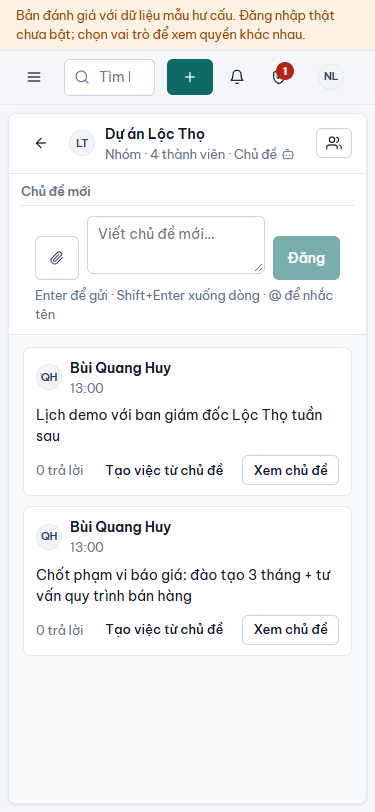 Bản đánh giá với dữ liệu mẫu hư cấu. Đăng nhập thật
chưa bật; chọn vai trò để xem quyền khác nhau.
Tìm
1
NL
LT
Dự án Lộc Thọ
Nhóm · 4 thành viên · Chủ đề
Chủ đề mới
Viết chủ đề mới...
Đăng
Enter để gửi · Shift+Enter xuống dòng · @ để nhắc
tên
QH
Bùi Quang Huy
13:00
Lịch demo với ban giám đốc Lộc Thọ tuần
sau
0 trả lời
Tạo việc từ chủ đề
Xem chủ đề
QH
Bùi Quang Huy
13:00
Chốt phạm vi báo giá: đào tạo 3 tháng + tư
vấn quy trình bán hàng
0 trả lời
Tạo việc từ chủ đề
Xem chủ đề